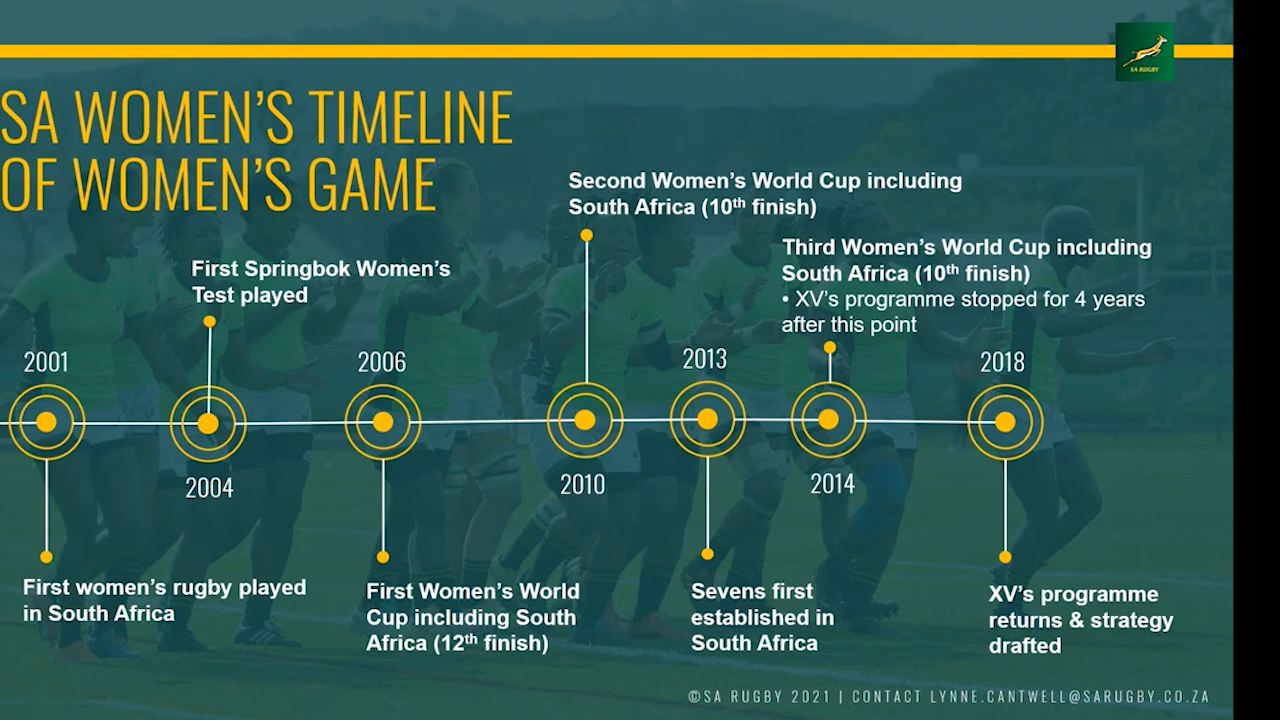 SA RUGBY
SA WOMEN’S TIMELINE
OF WOMEN’S GAME
2001
First women’s rugby played
in South Africa
First Springbok Women’s
Test played
2004
2006
First Women’s World
Cup including South
Africa (12th finish)
Second Women’s World Cup including
South Africa (10th finish)
2010
2013
Sevens first
established in
South Africa
Third Women’s World Cup including
South Africa (10th finish)
• XV’s programme stopped for 4 years
after this point
2014
2018
XV’s programme
returns & strategy
drafted
©SA RUGBY 2021 | CONTACT LYNNE.CANTWELL@SARUGBY.CO.ZA